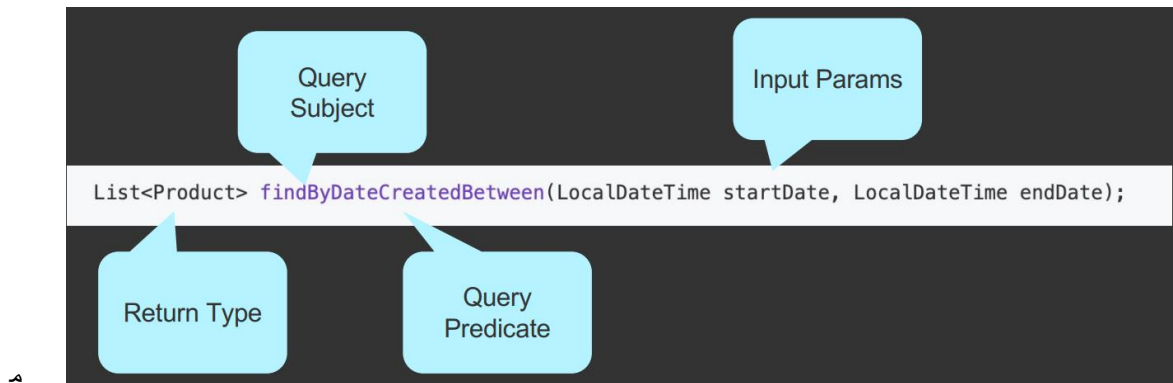 Query
Subject
Input Params
List<Product> findByDateCreatedBetween(LocalDateTime startDate, LocalDateTime endDate);
Return Type
Query
Predicate